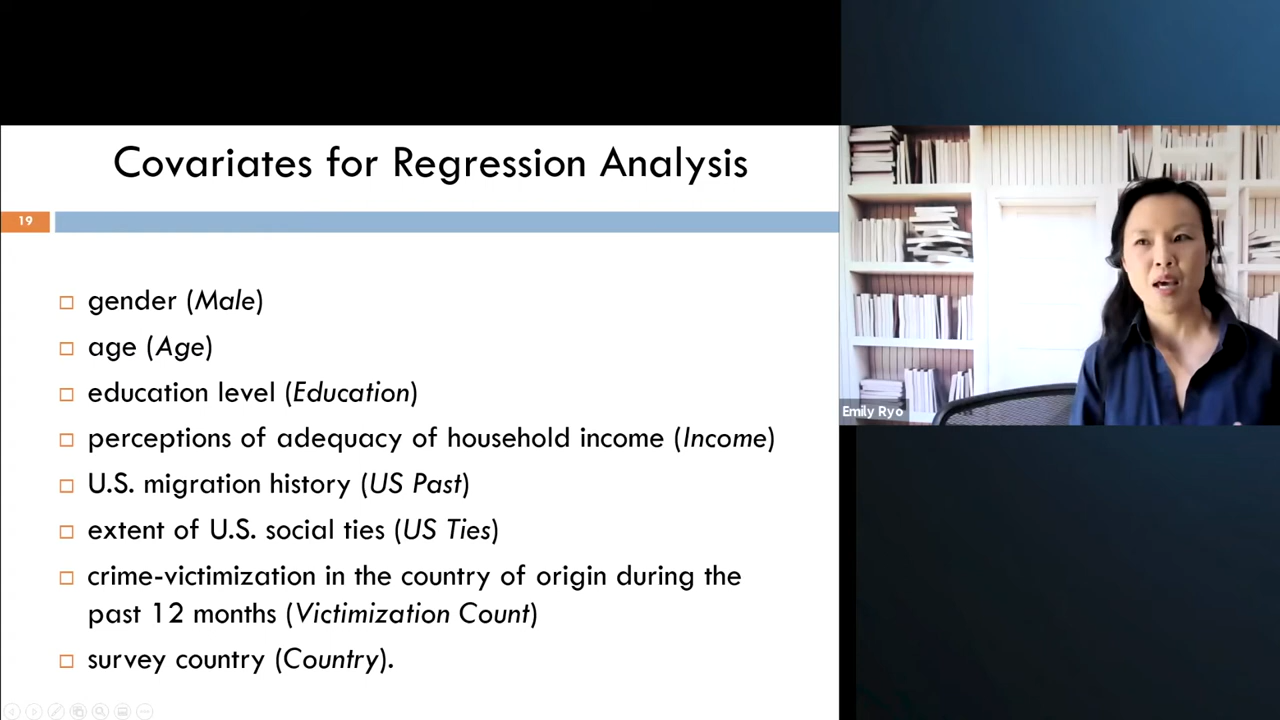 Covariates for Regression Analysis
19
gender (Male)
age (Age)
education level (Education)
perceptions of adequacy of household income (Income)
U.S. migration history (US Past)
extent of U.S. social ties (US Ties)
crime-victimization in the country of origin during the
past 12 months (Victimization Count)
survey country (Country).
Emily Ryo